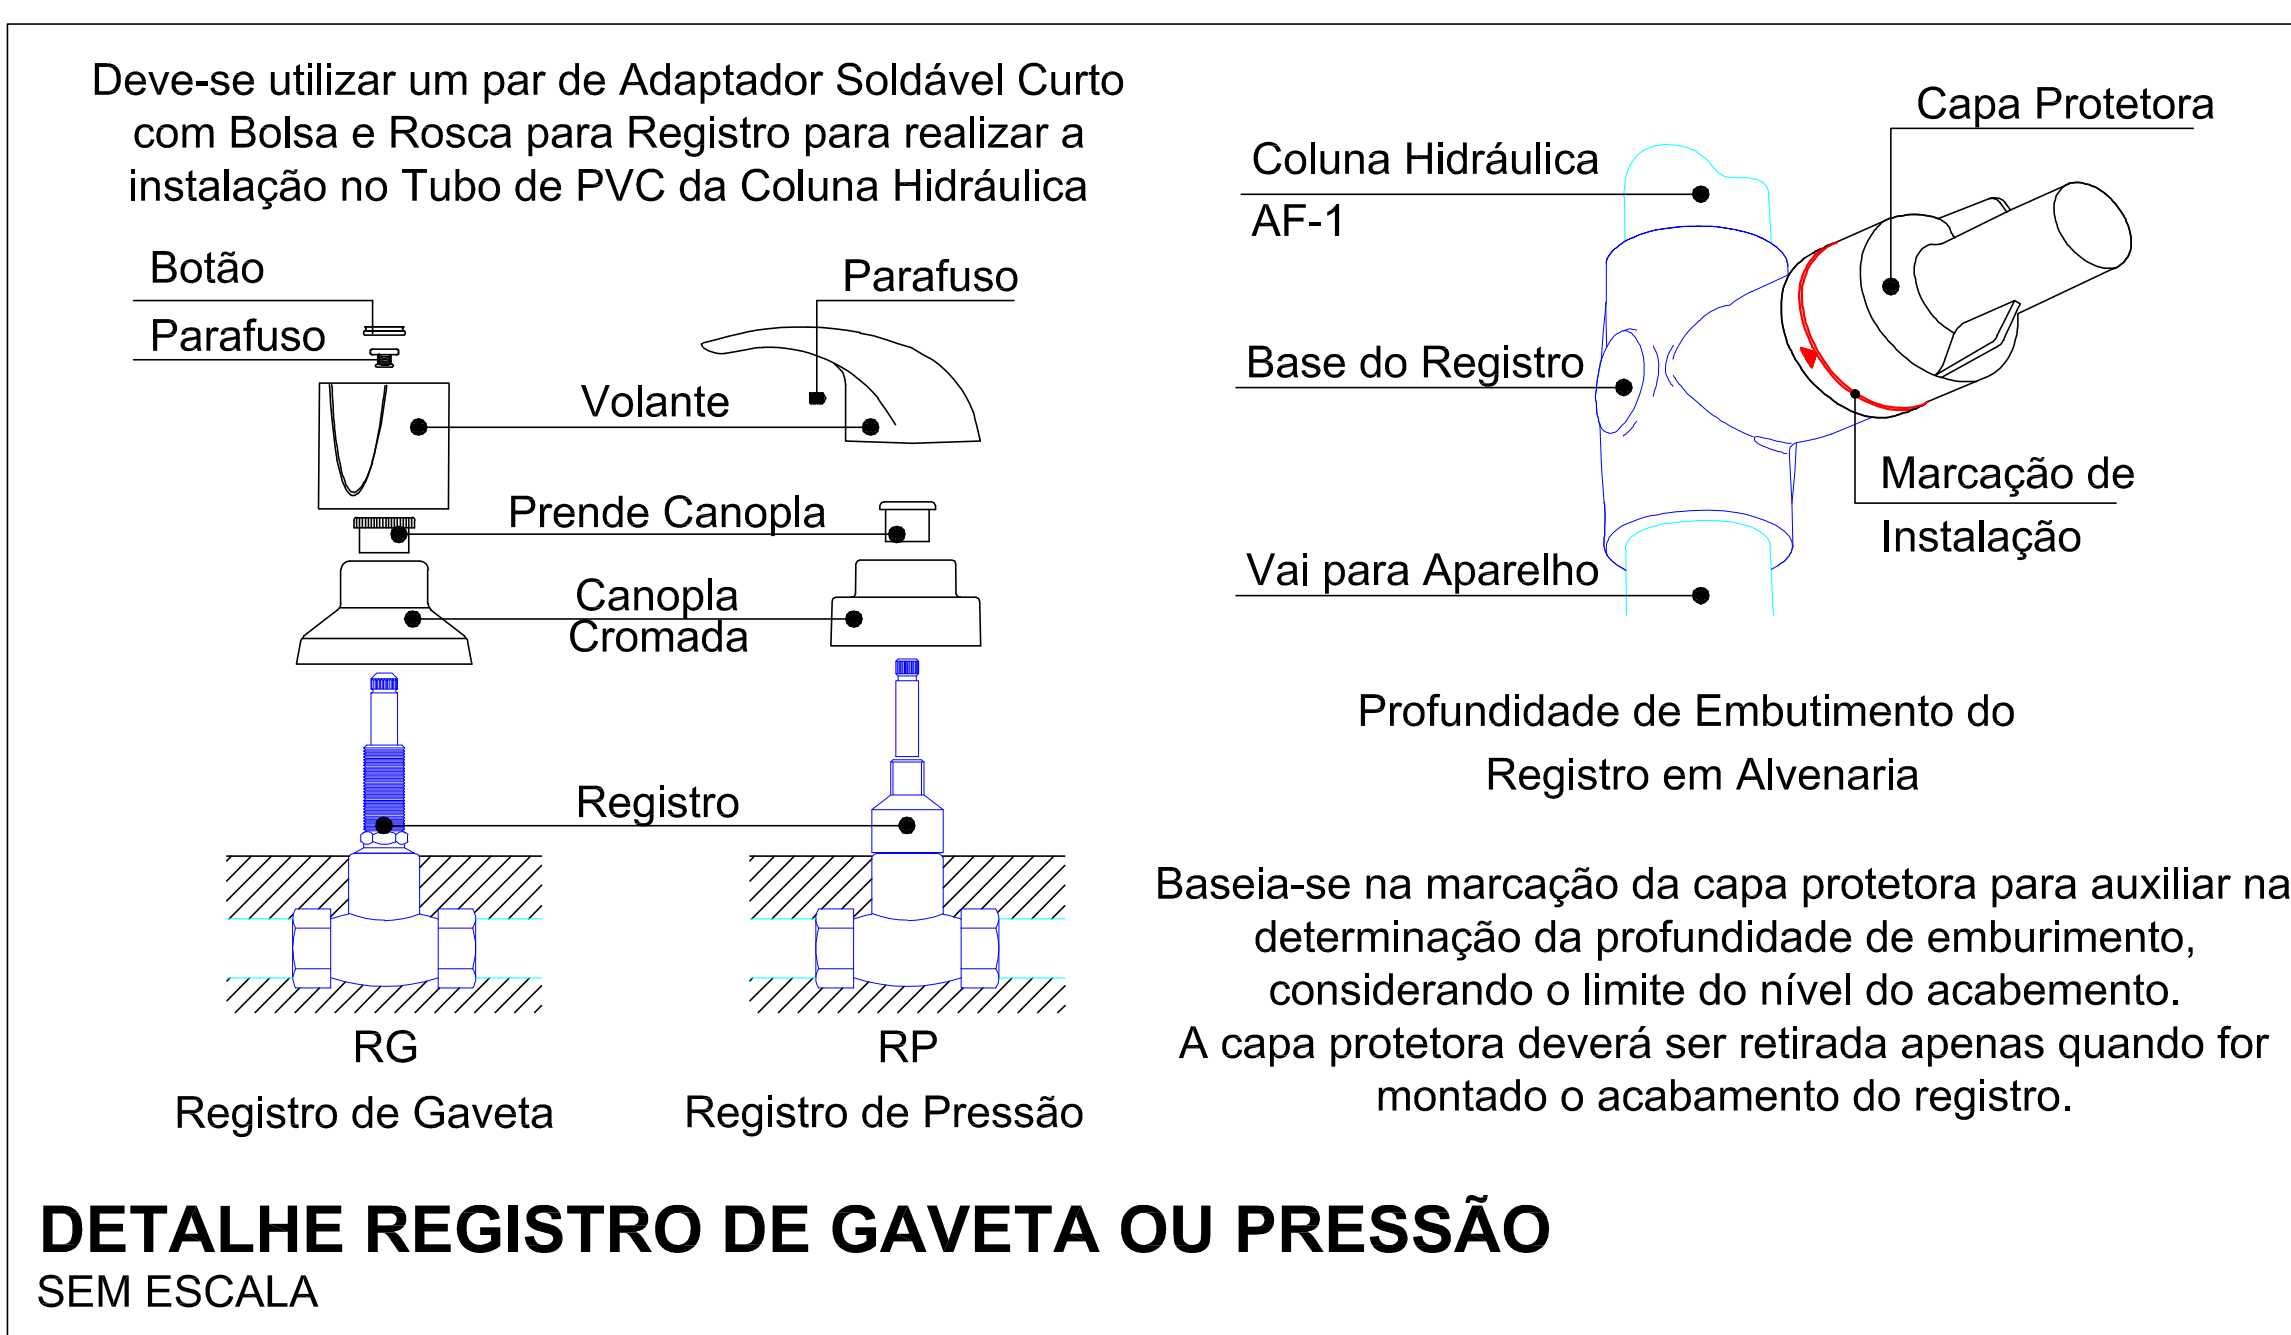 Deve-se utilizar um par de Adaptador Soldável Curto
com Bolsa e Rosca para Registro para realizar a
instalação no Tubo de PVC da Coluna Hidráulica
Botão
Parafuso
Parafuso
Volante
Prende Canopla
Canopla
Cromada
Registro
RG
Registro de Gaveta
RP
Registro de Pressão
Capa Protetora
Coluna Hidráulica
AF-1
Base do Registro
Marcação de
Instalação
Vai para Aparelho
Profundidade de Embutimento do
Registro em Alvenaria
Baseia-se na marcação da capa protetora para auxiliar na
determinação da profundidade de emburimento,
considerando o limite do nível do acabemento.
A capa protetora deverá ser retirada apenas quando for
montado o acabamento do registro.
DETALHE REGISTRO DE GAVETA OU PRESSÃO
SEM ESCALA